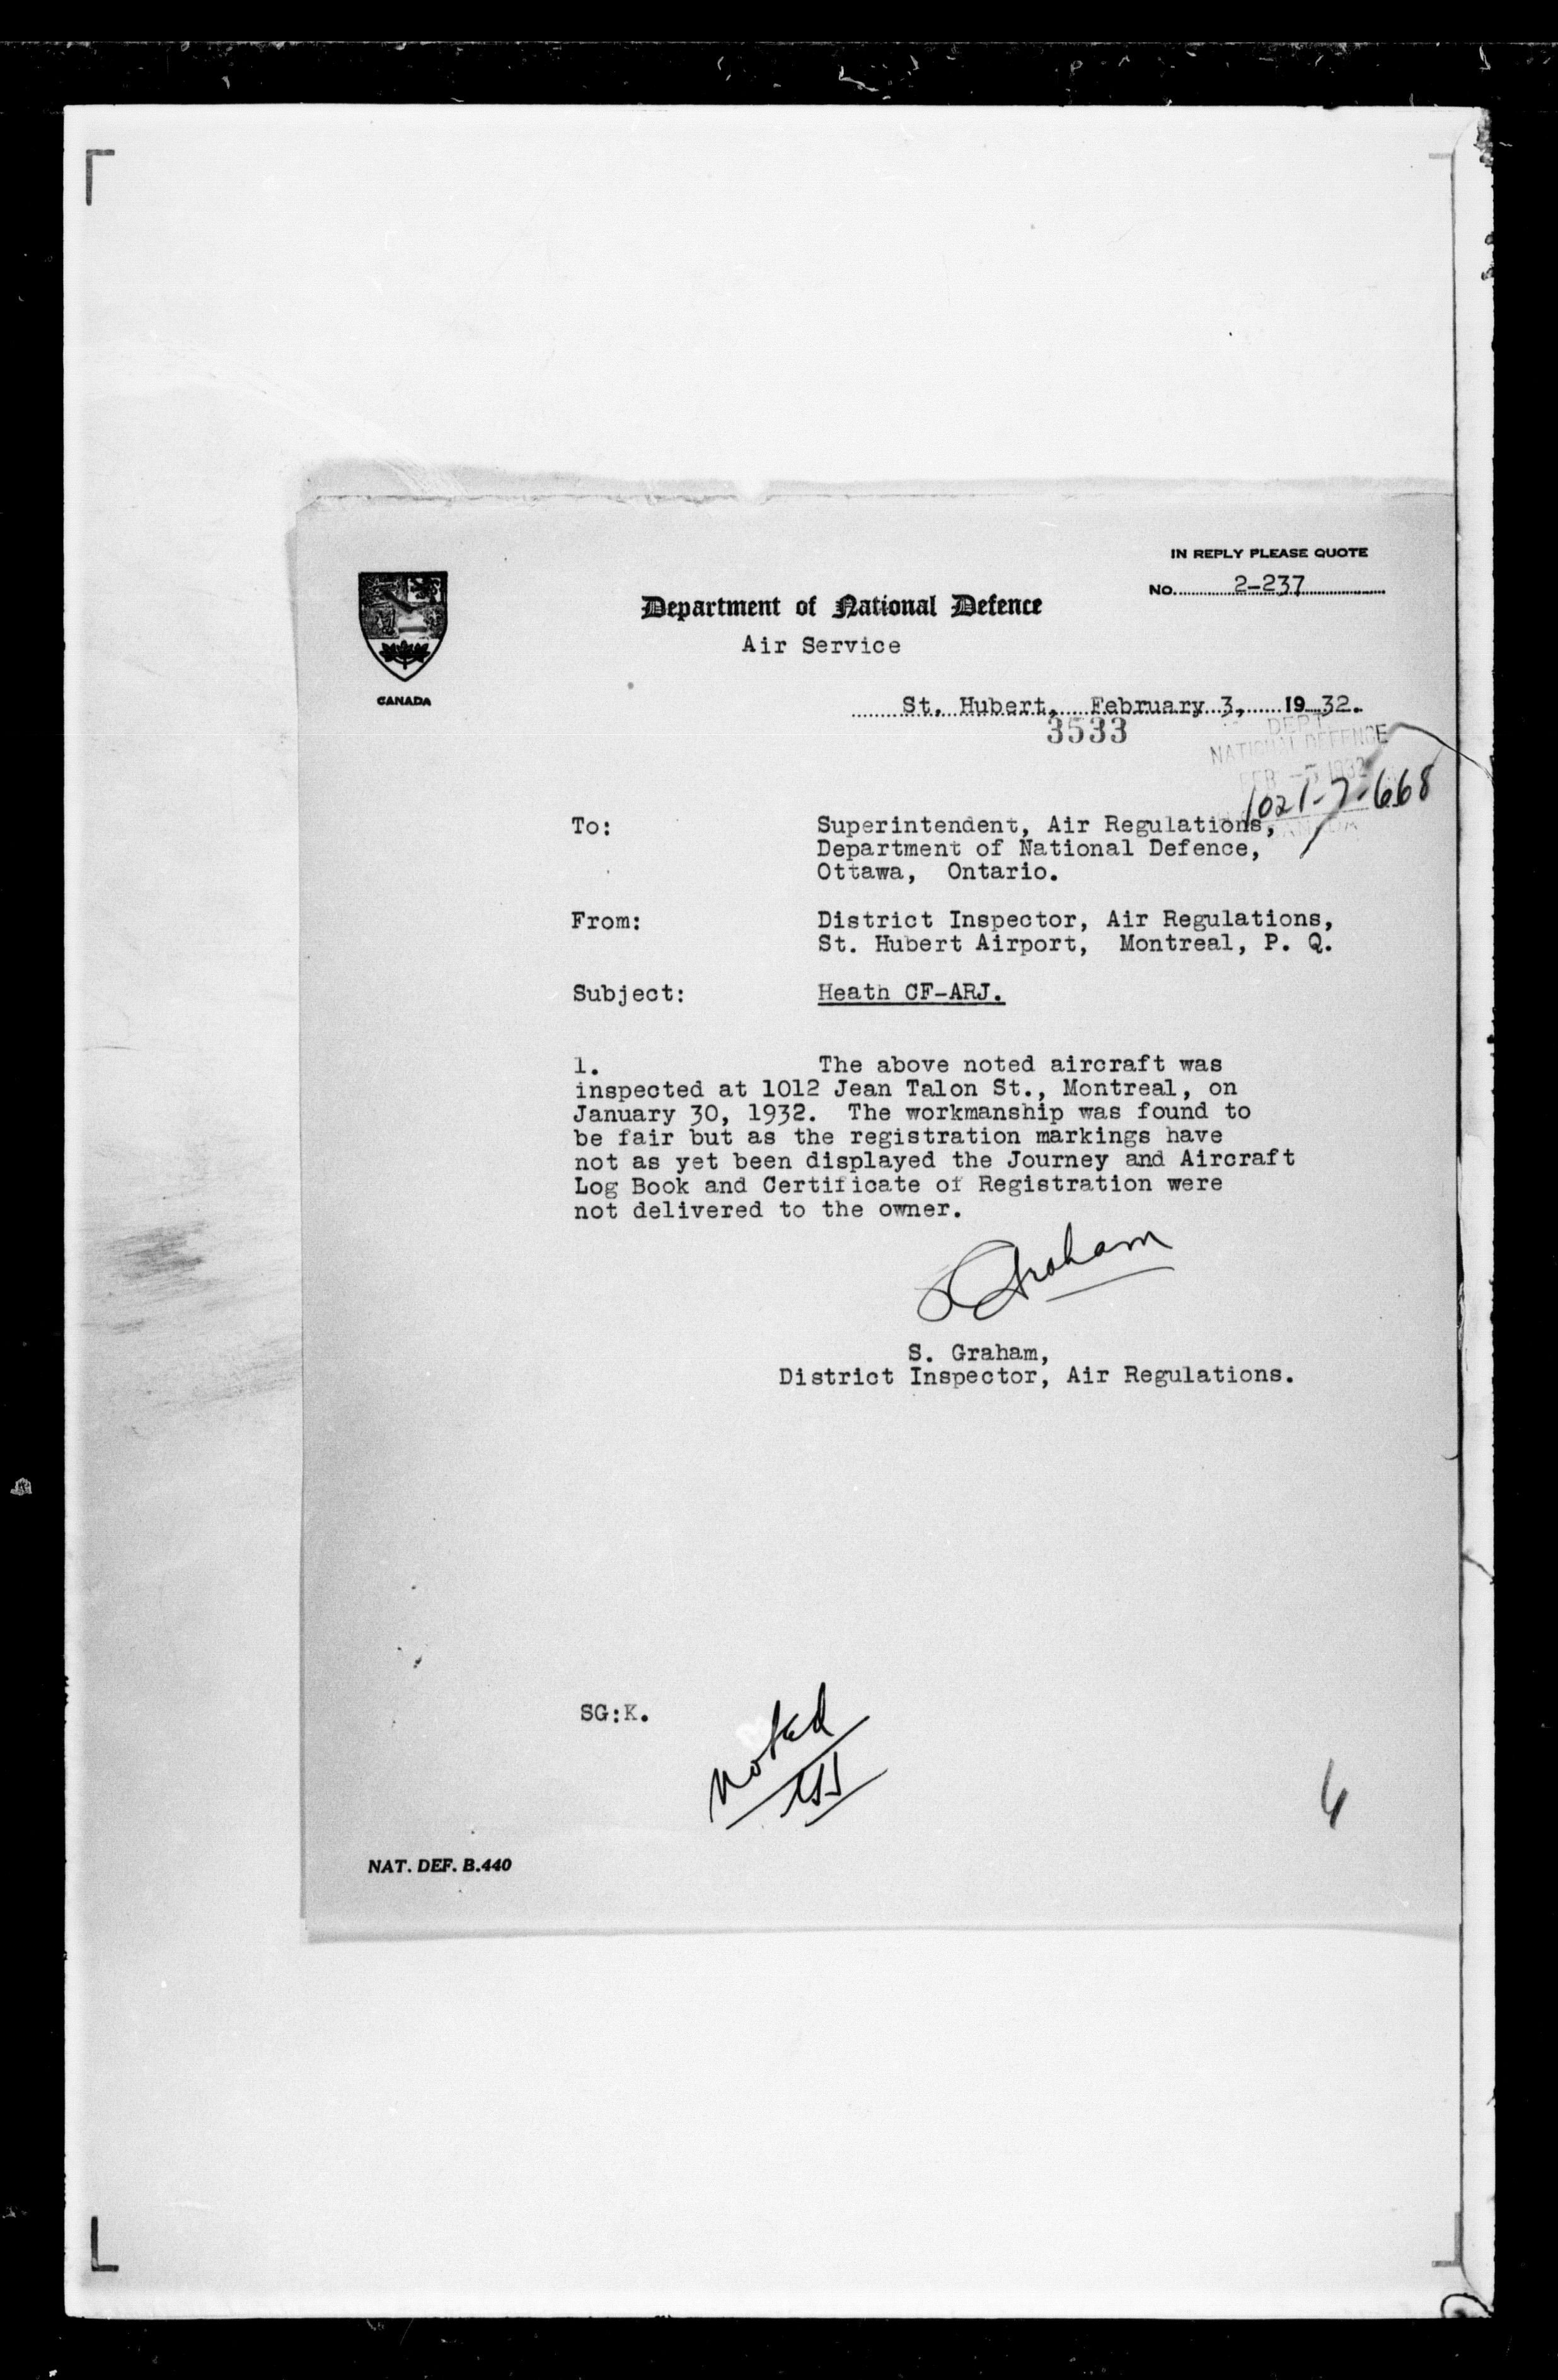 IN REPLY PLEASE QUOTE
No. 2-237
Department of National Defence
Air Service
CANADA
St. Hubert, February 3, 19 32.
3533
DEPT.
NATIONAL DEFENCE
FEB -5 1932
1021-7-668
To: Superintendent, Air Regulations,
Department of National Defence,
Ottawa, Ontario.
From: District Inspector, Air Regulations,
St. Hubert Airport, Montreal, P. Q.
Subject: Heath CF-ARJ.
1. The above noted aircraft was
inspected at 1012 Jean Talon St., Montreal, on
January 30, 1932. The workmanship was found to
be fair but as the registration markings have
not as yet been displayed the Journey and Aircraft
Log Book and Certificate of Registration were
not delivered to the owner.
S Graham
S. Graham,
District Inspector, Air Regulations.
SG:K.
Noted
6
NAT. DEF. B.440